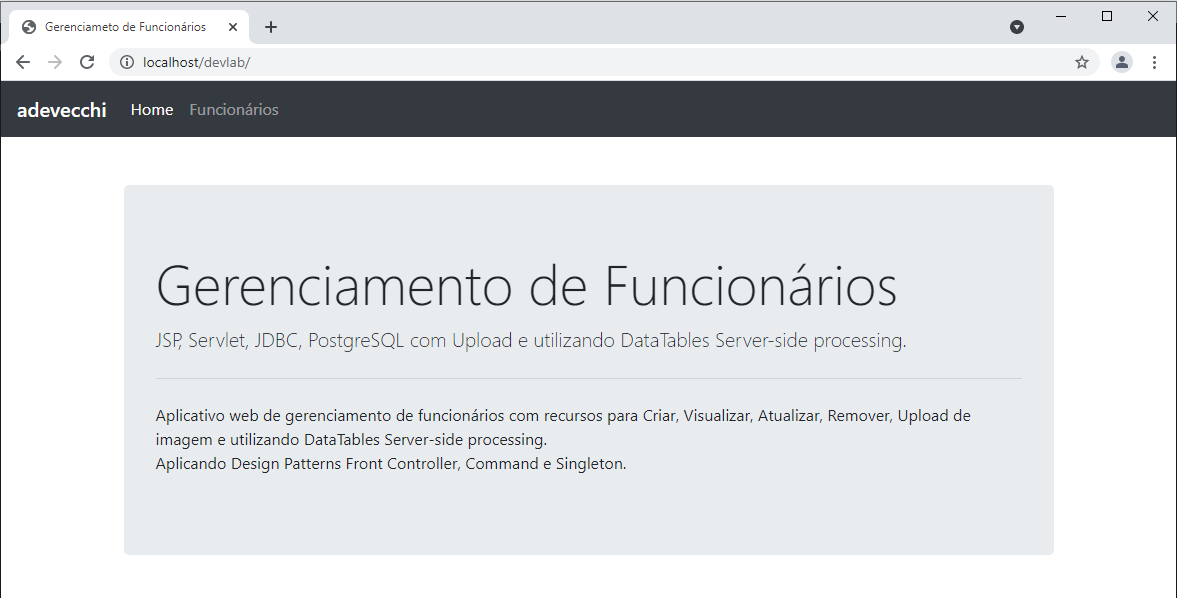 Gerenciameto de Funcionários
localhost/devlab/
adevecchi Home Funcionários
Gerenciamento de Funcionários
JSP, Servlet, JDBC, PostgreSQL com Upload e utilizando DataTables Server-side processing.
Aplicativo web de gerenciamento de funcionários com recursos para Criar, Visualizar, Atualizar, Remover, Upload de
imagem e utilizando DataTables Server-side processing.
Aplicando Design Patterns Front Controller, Command e Singleton.